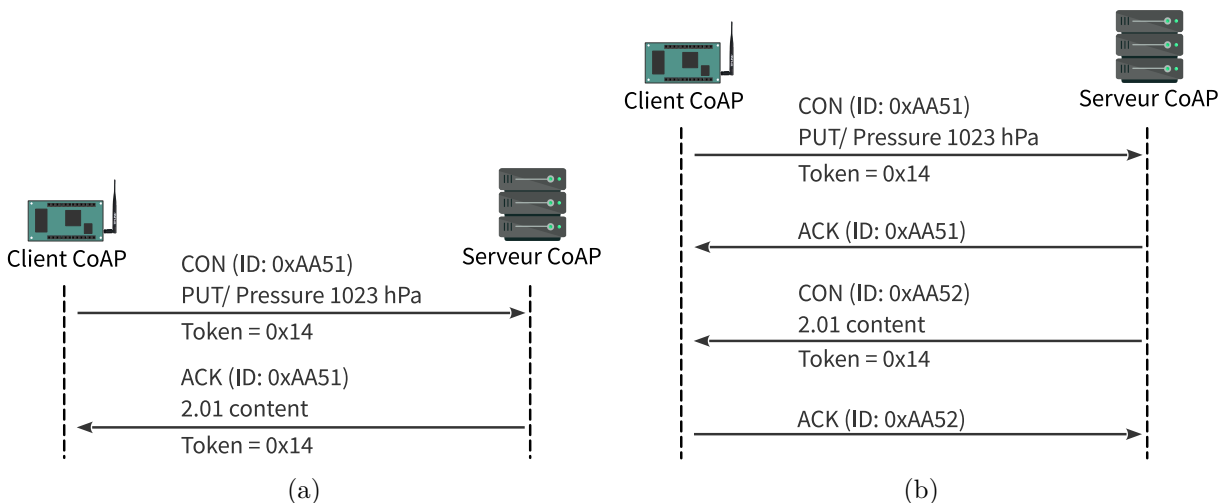 Client CoAP
Serveur CoAP
CON (ID: 0xAA51)
PUT/ Pressure 1023 hPa
Token = 0x14
ACK (ID: 0xAA51)
2.01 content
Token = 0x14
(a)
Client CoAP
Serveur CoAP
CON (ID: 0xAA51)
PUT/ Pressure 1023 hPa
Token = 0x14
ACK (ID: 0xAA51)
CON (ID: 0xAA52)
2.01 content
Token = 0x14
ACK (ID: 0xAA52)
(b)